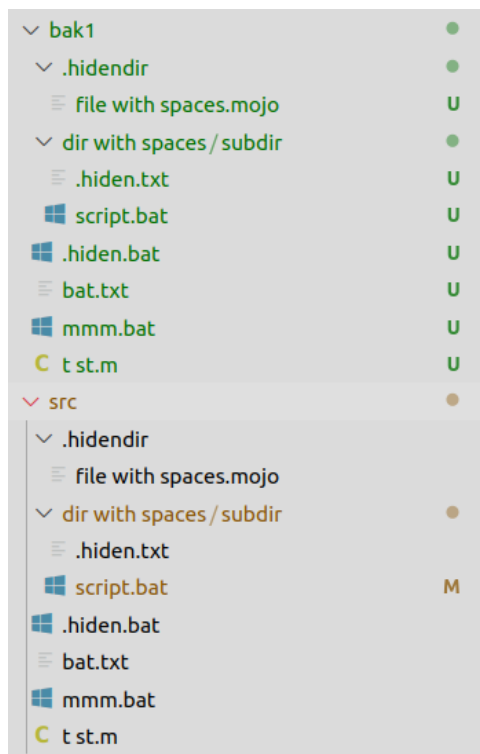 bak1
.hidendir
file with spaces.mojo U
dir with spaces / subdir
.hiden.txt U
script.bat U
.hiden.bat U
bat.txt U
mmm.bat U
C t st.m U
src
.hidendir
file with spaces.mojo
dir with spaces / subdir
.hiden.txt
script.bat M
.hiden.bat
bat.txt
mmm.bat
C t st.m